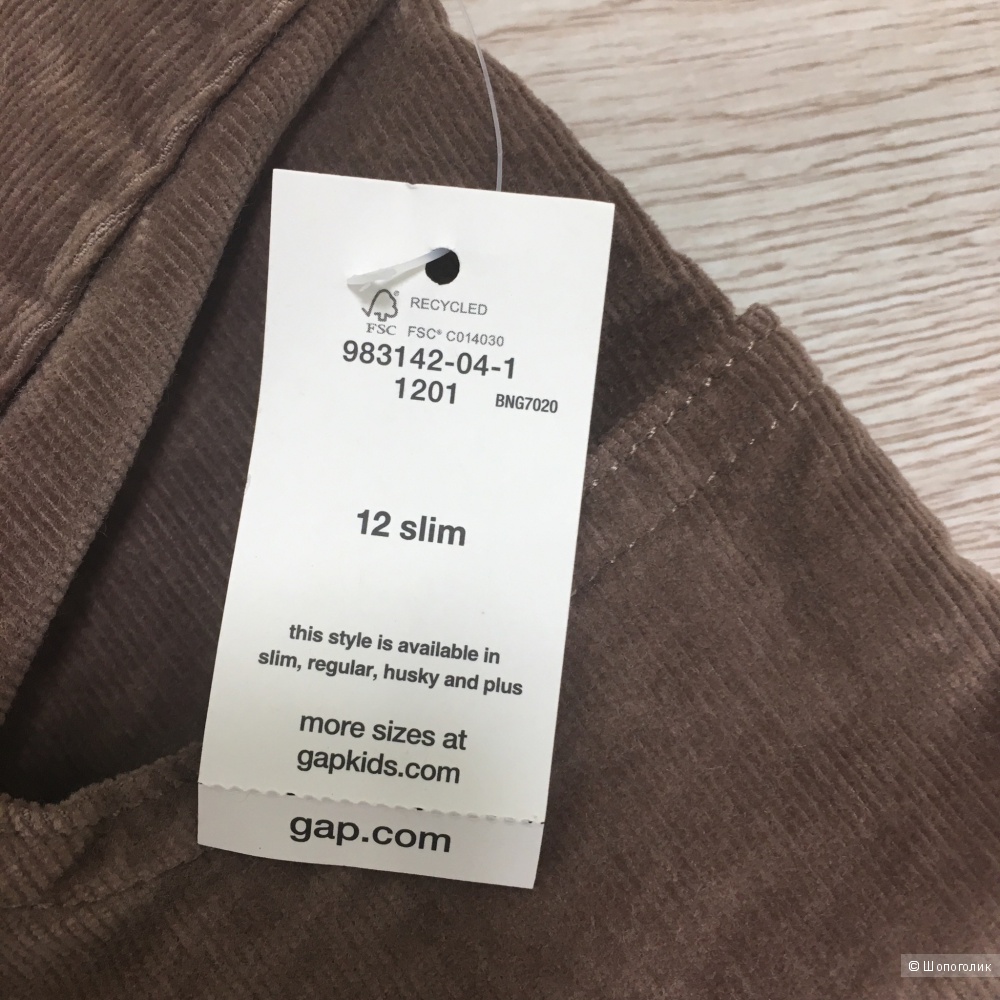 RECYCLED
FSC FSC® C014030
983142-04-1
1201 BNG7020
12 slim
this style is available in
slim, regular, husky and plus
more sizes at
gapkids.com
gap.com
© Шопоголик